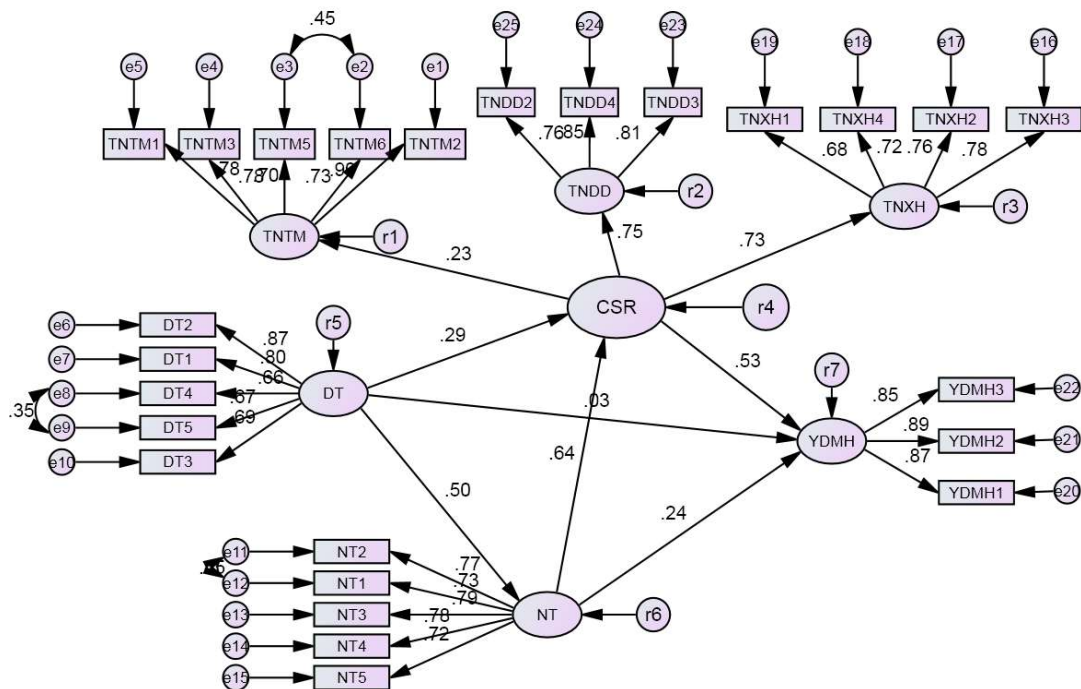 .45
e5
e4
e3
e2
e1
e25
e24
e23
e19
e18
e17
e16
TNTM1
TNTM3
TNTM5
TNTM6
TNTM2
TNDD2
TNDD4
TNDD3
TNXH1
TNXH4
TNXH2
TNXH3
.78
.78
.70
.73
.76
.85
.81
.68
.72
.76
.78
TNTM
r1
TNDD
r2
TNXH
r3
.23
.75
.73
CSR
r4
e6
DT2
e7
DT1
e8
DT4
e9
DT5
e10
DT3
.35
.87
.80
.66
.67
.69
r5
DT
.29
.03
.53
.50
.64
.24
r7
YDMH
.85
.89
.87
YDMH3
e22
YDMH2
e21
YDMH1
e20
e11
NT2
e12
NT1
e13
NT3
e14
NT4
e15
NT5
.77
.73
.79
.78
.72
NT
r6